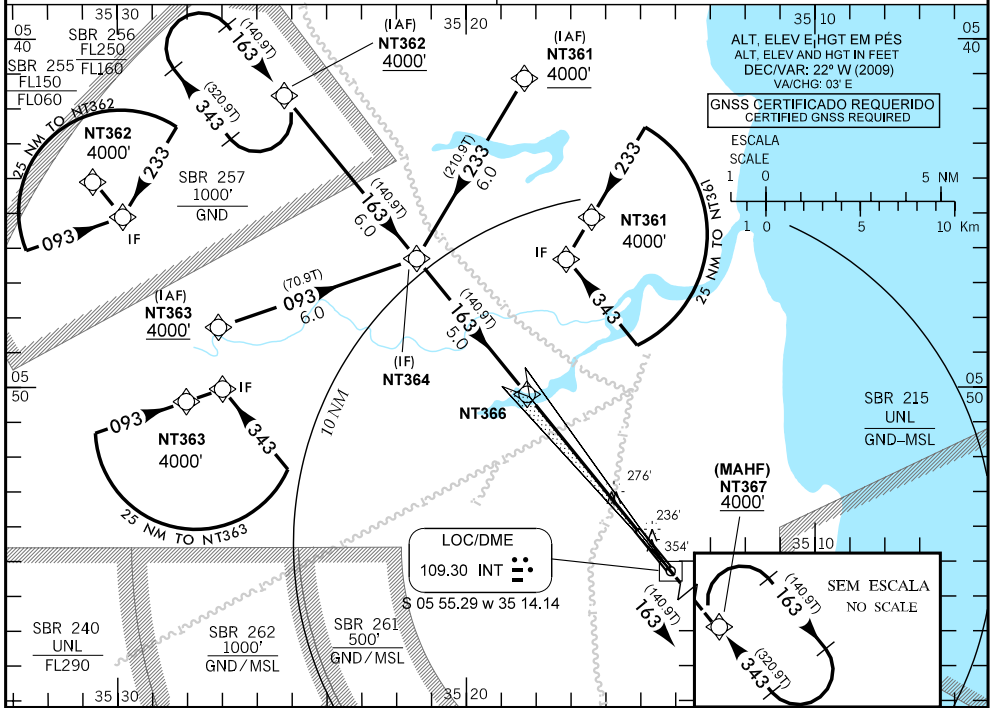 35 30
35 20
35 10
05
40
05
40
SBR 256
FL250
FL160
SBR 255
FL150
FL060
(140.9T)
163
(320.9T)
343
(IAF)
NT362
4000'
(IAF)
NT361
4000'
ALT, ELEV E HGT EM PÉS
ALT, ELEV AND HGT IN FEET
DEC/VAR: 22° W (2009)
VA/CHG: 03' E
GNSS CERTIFICADO REQUERIDO
CERTIFIED GNSS REQUIRED
ESCALA
SCALE
1 0 5 NM
1 0 5 10 Km
25 NM TO NT362
NT362
4000'
233
093
IF
SBR 257
1000'
GND
(140.9T)
163
6.0
(210.9T)
233
6.0
233
NT361
4000'
IF
343
25 NM TO NT361
(IAF)
NT363
4000'
(70.9T)
093
6.0
(140.9T)
163
5.0
(IF)
NT364
05
50
05
50
093
IF
NT363
4000'
343
25 NM TO NT363
10 NM
NT366
SBR 215
UNL
GND–MSL
276'
236'
354'
(MAHF)
NT367
4000'
LOC/DME
109.30 INT
S 05 55.29 w 35 14.14
(140.9T)
163
35 10
SEM ESCALA
NO SCALE
(140.9T)
163
(320.9T)
343
SBR 240
UNL
FL290
SBR 262
1000'
GND/MSL
SBR 261
500'
GND/MSL
35 30
35 20